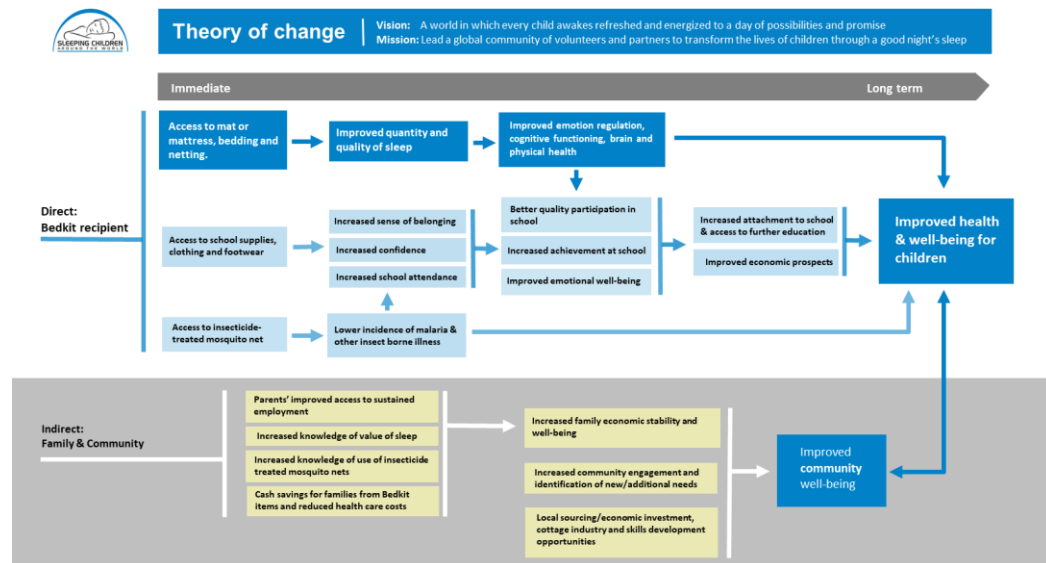 SLEEPING CHILDREN
AROUND THE WORLD
Theory of change
Vision: A world in which every child awakes refreshed and energized to a day of possibilities and promise
Mission: Lead a global community of volunteers and partners to transform the lives of children through a good night's sleep
Immediate
Long term
Direct:
Bedkit recipient
Access to mat or
mattress, bedding and
netting.
Improved quantity and
quality of sleep
Improved emotion regulation,
cognitive functioning, brain and
physical health
Access to school supplies,
clothing and footwear
Increased sense of belonging
Increased confidence
Increased school attendance
Better quality participation in
school
Increased achievement at school
Improved emotional well-being
Increased attachment to school
& access to further education
Improved economic prospects
Improved health
& well-being for
children
Access to insecticide-
treated mosquito net
Lower incidence of malaria &
other insect borne illness
Indirect:
Family & Community
Parents' improved access to sustained
employment
Increased knowledge of value of sleep
Increased knowledge of use of insecticide
treated mosquito nets
Cash savings for families from Bedkit
items and reduced health care costs
Increased family economic stability and
well-being
Increased community engagement and
identification of new/additional needs
Local sourcing/economic investment,
cottage industry and skills development
opportunities
Improved
community
well-being